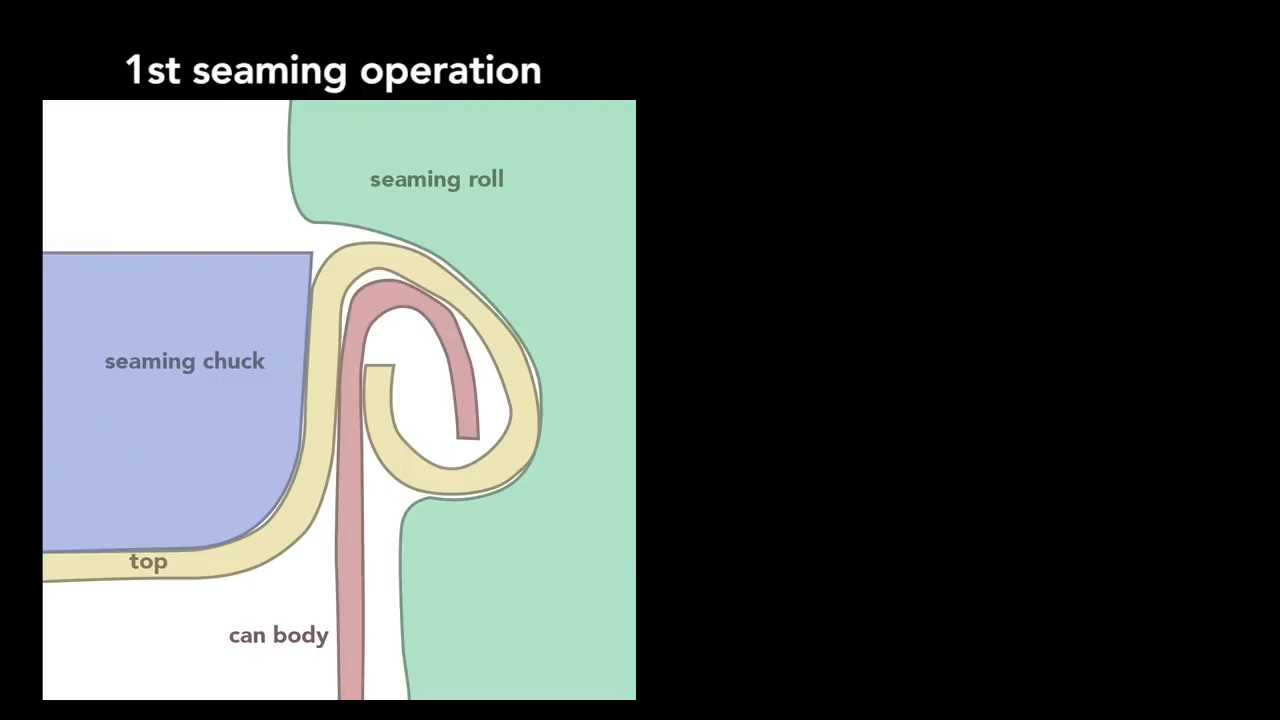 1st seaming operation
seaming roll
seaming chuck
top
can body